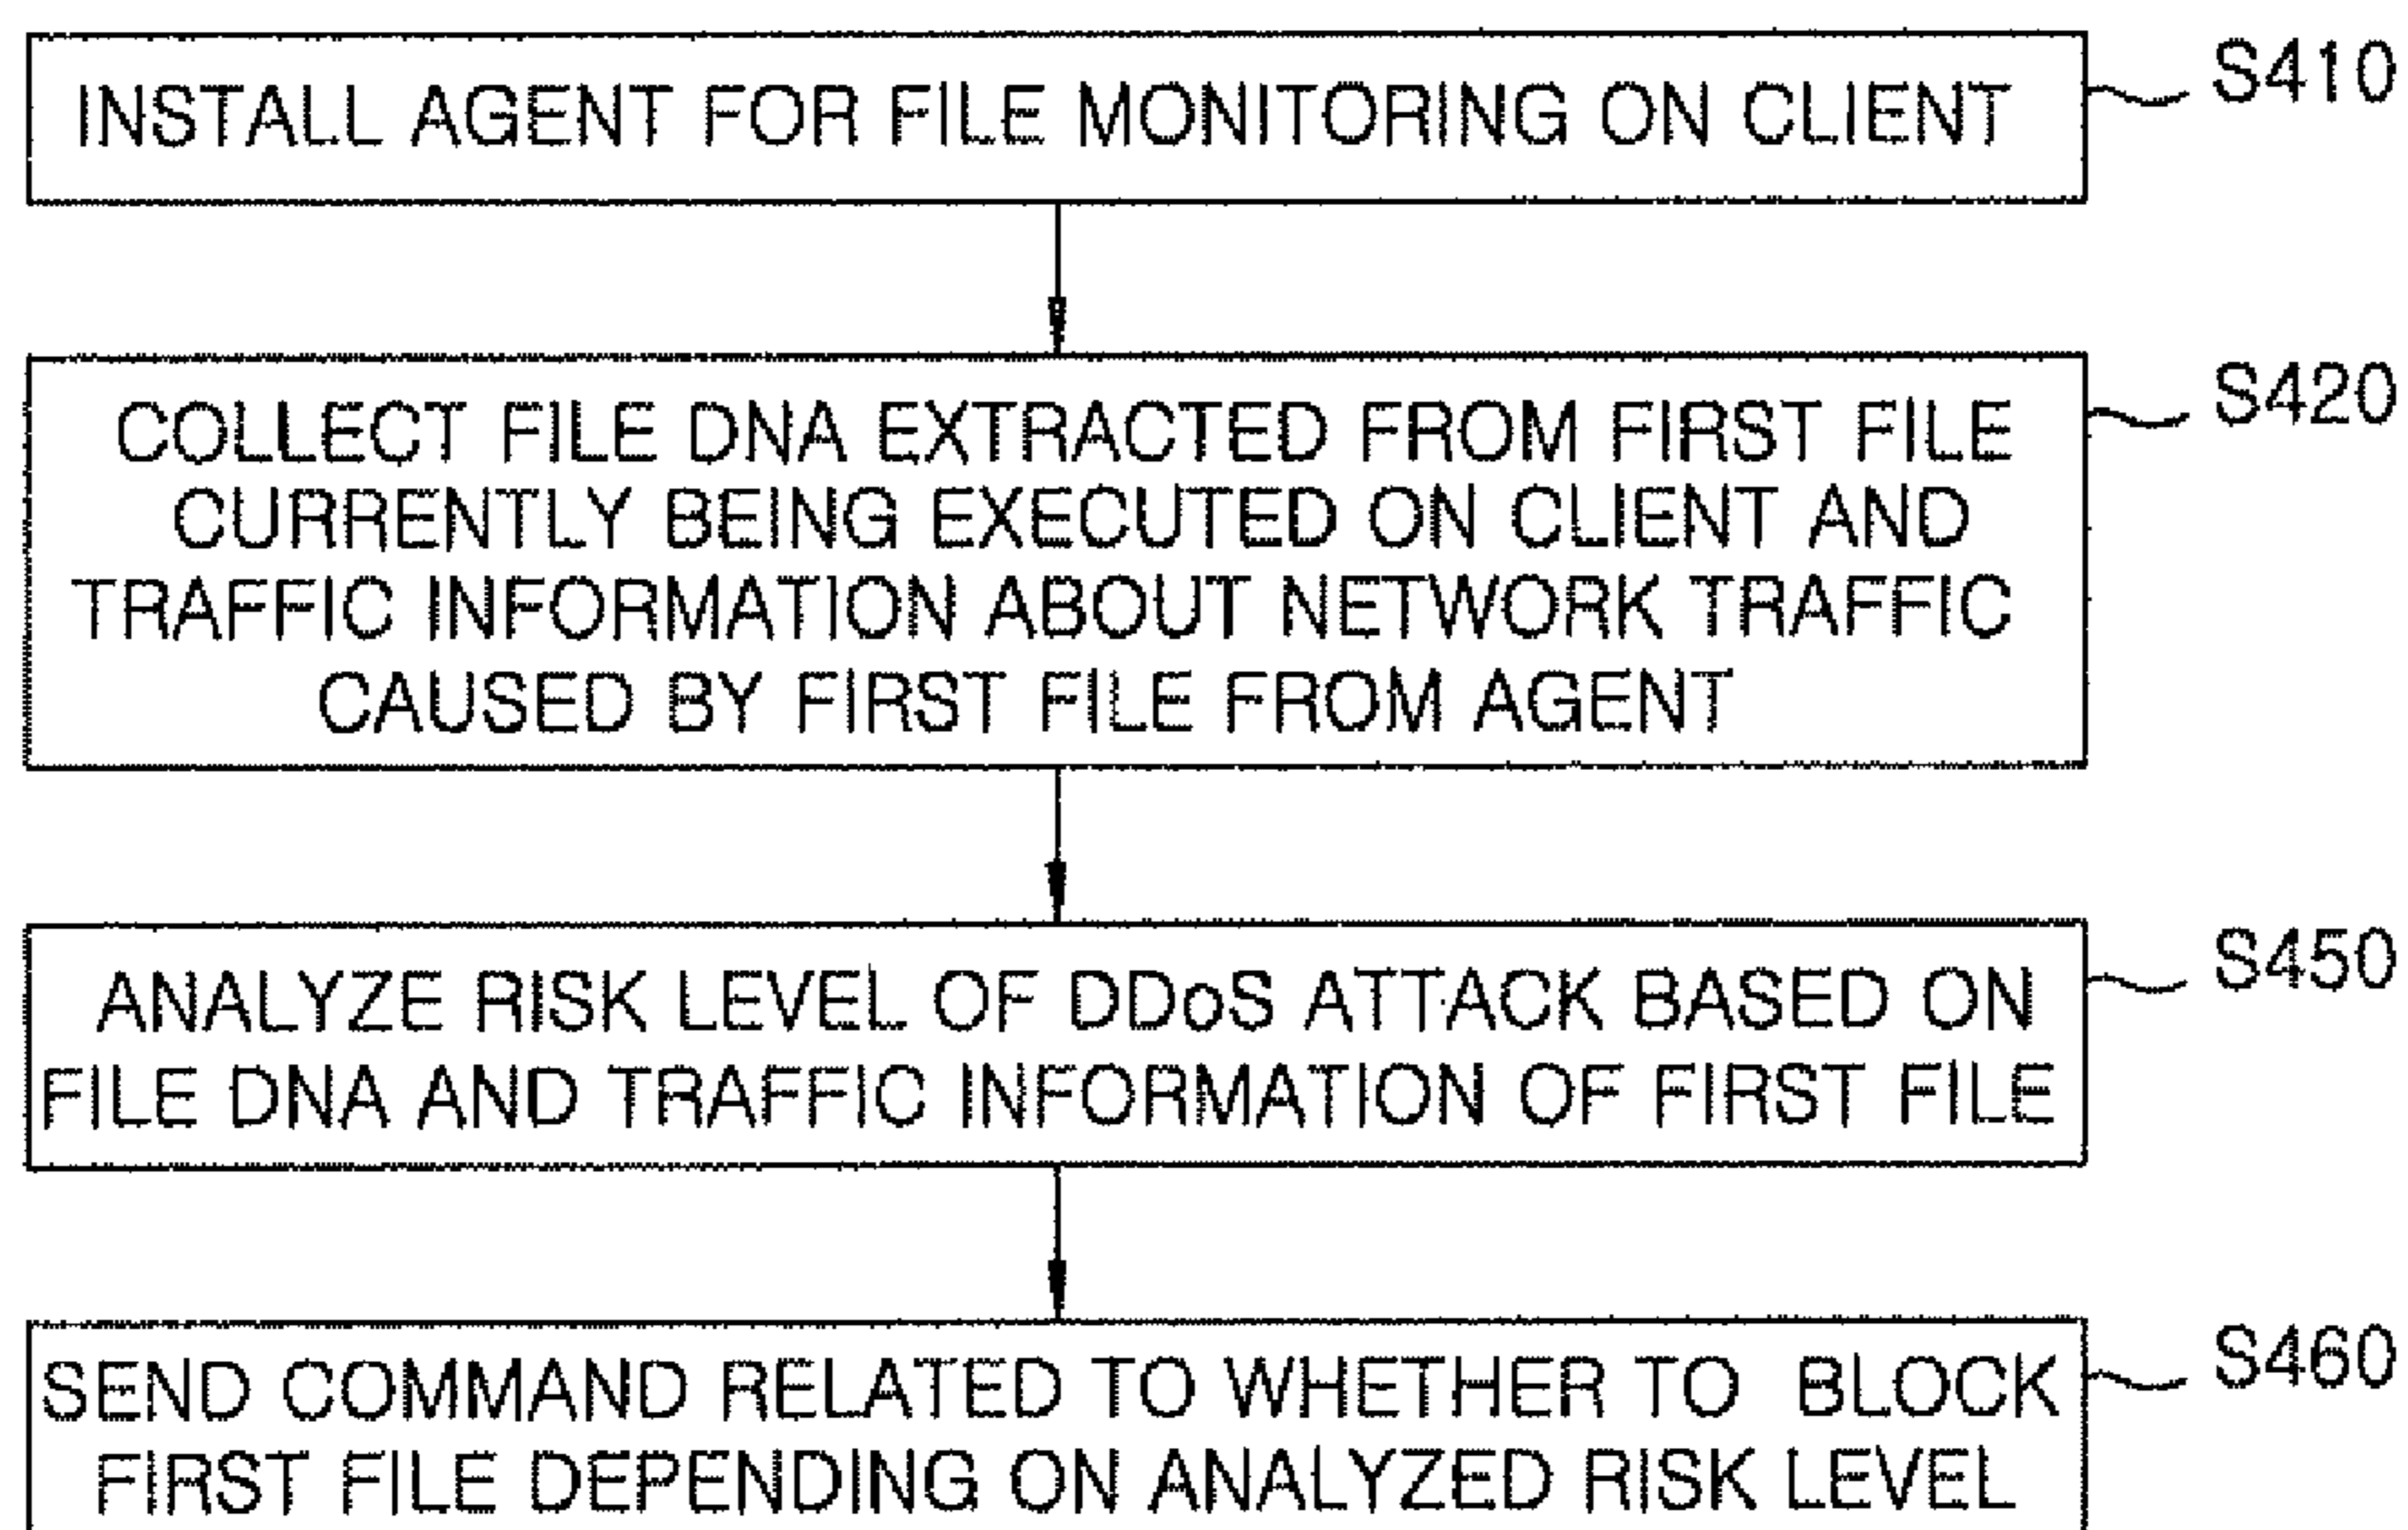 INSTALL AGENT FOR FILE MONITORING ON CLIENT
S410
COLLECT FILE DNA EXTRACTED FROM FIRST FILE
CURRENTLY BEING EXECUTED ON CLIENT AND
TRAFFIC INFORMATION ABOUT NETWORK TRAFFIC
CAUSED BY FIRST FILE FROM AGENT
S420
ANALYZE RISK LEVEL OF DDoS ATTACK BASED ON
FILE DNA AND TRAFFIC INFORMATION OF FIRST FILE
S450
SEND COMMAND RELATED TO WHETHER TO BLOCK
FIRST FILE DEPENDING ON ANALYZED RISK LEVEL
S460